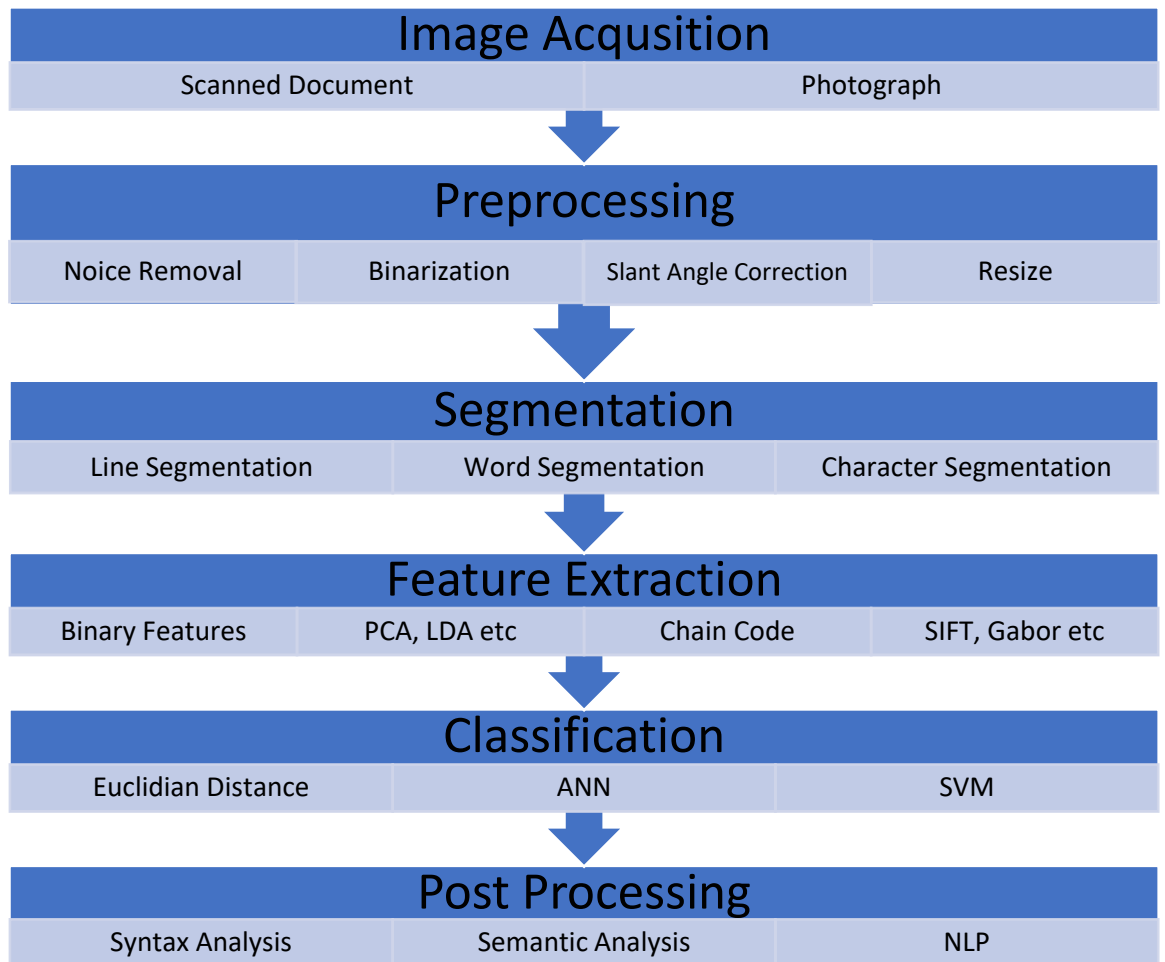 Image Acqusition
Scanned Document Photograph
Preprocessing
Noice Removal Binarization Slant Angle Correction Resize
Segmentation
Line Segmentation Word Segmentation Character Segmentation
Feature Extraction
Binary Features PCA, LDA etc Chain Code SIFT, Gabor etc
Classification
Euclidian Distance ANN SVM
Post Processing
Syntax Analysis Semantic Analysis NLP